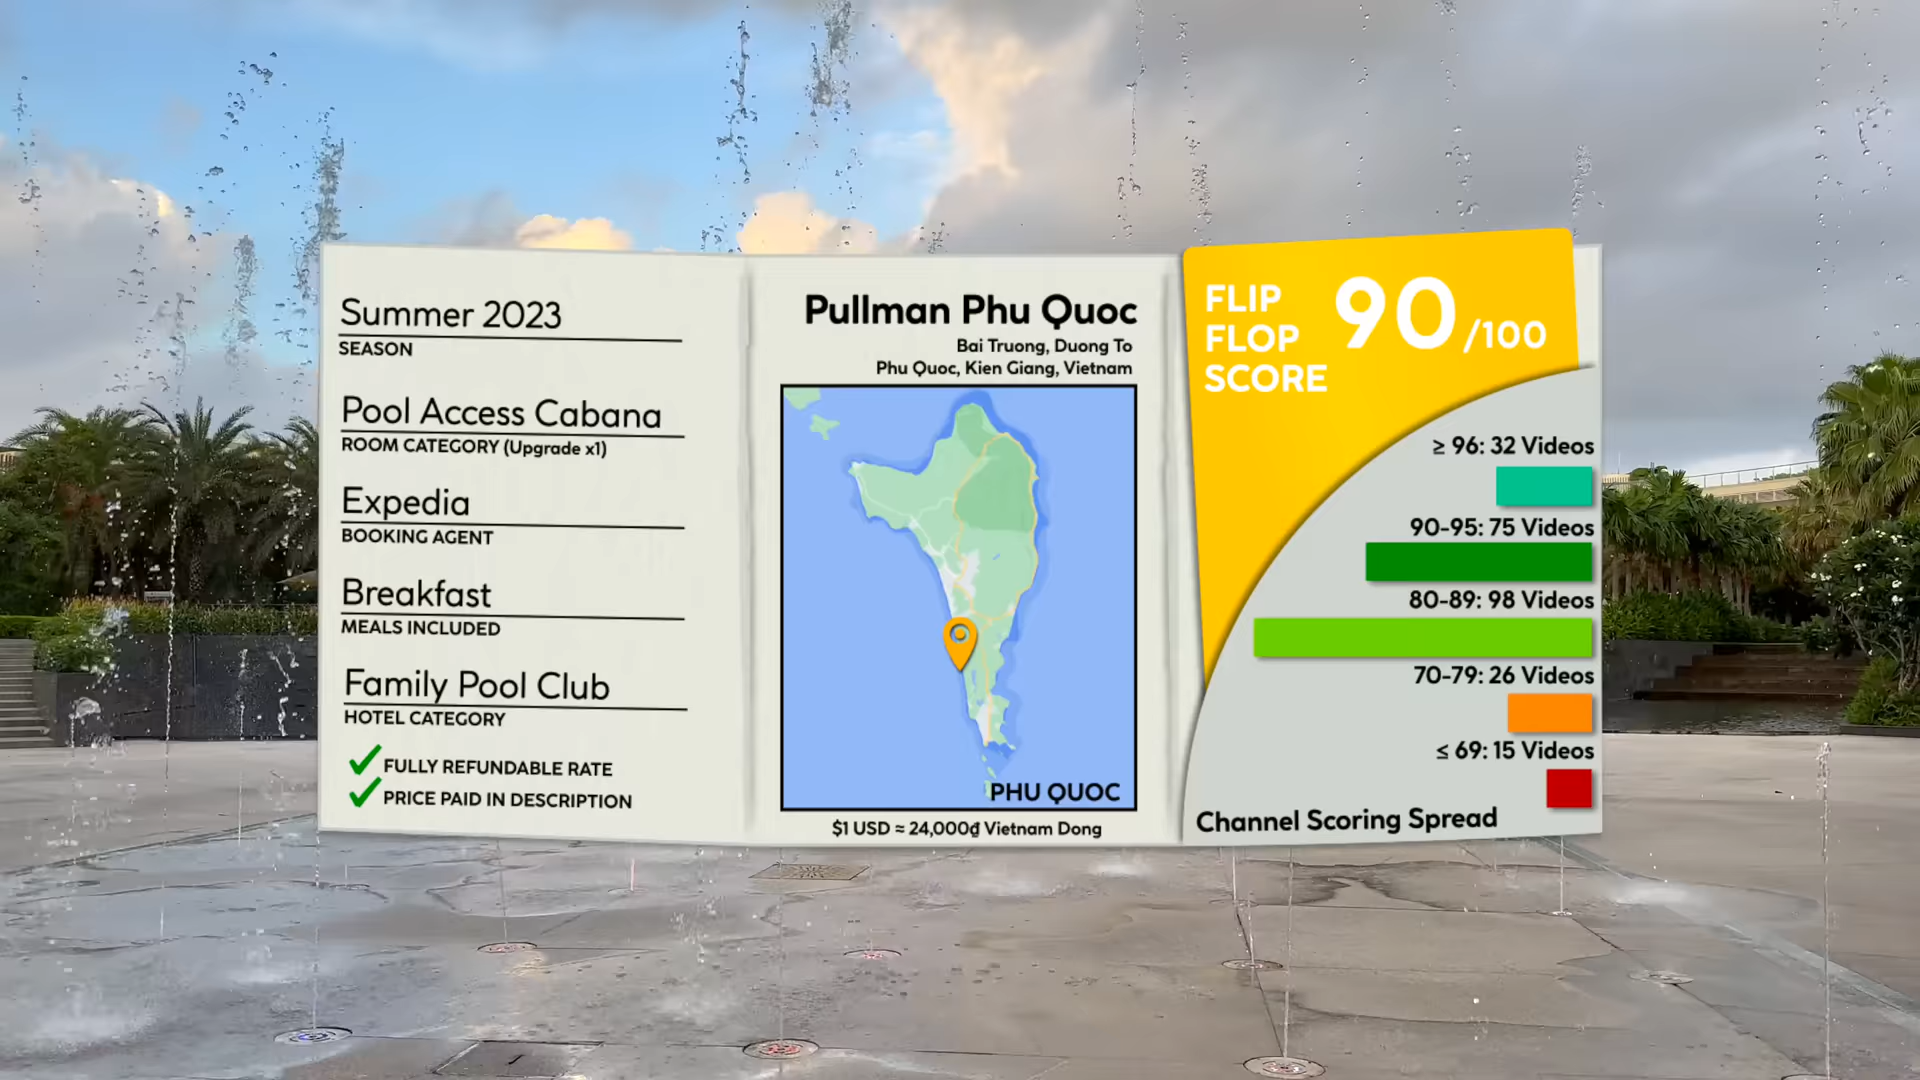 Summer 2023
SEASON
Pool Access Cabana
ROOM CATEGORY (Upgrade x1)
Expedia
BOOKING AGENT
Breakfast
MEALS INCLUDED
Family Pool Club
HOTEL CATEGORY
FULLY REFUNDABLE RATE
PRICE PAID IN DESCRIPTION
Pullman Phu Quoc
Bai Truong, Duong To
Phu Quoc, Kien Giang, Vietnam
PHU QUOC
$1 USD ≈ 24,000₫ Vietnam Dong
FLIP
FLOP
SCORE
90/100
≥ 96: 32 Videos
90-95: 75 Videos
80-89: 98 Videos
70-79: 26 Videos
≤ 69: 15 Videos
Channel Scoring Spread